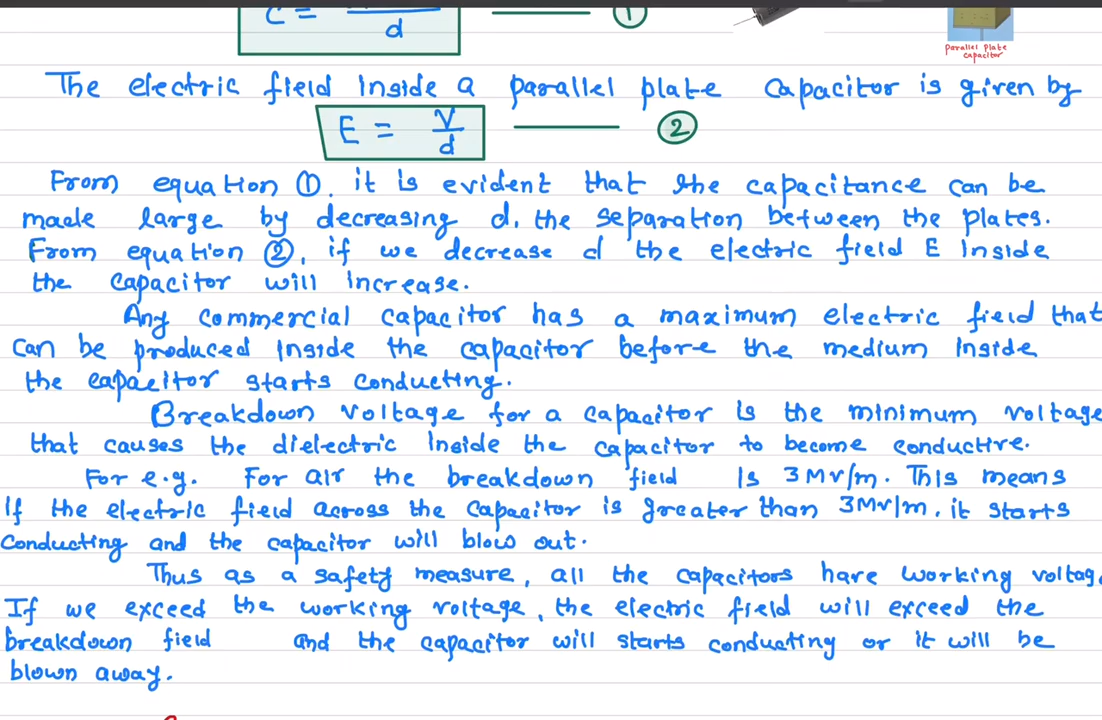 C = d ①
Parallel Plate
Capacitor
The electric field inside a parallel plate capacitor is given by
E = V/d ②
From equation ①, it is evident that the capacitance can be
made large by decreasing d, the separation between the plates.
From equation ②, if we decrease d the electric field E inside
the capacitor will increase.
Any commercial capacitor has a maximum electric field that
can be produced inside the capacitor before the medium inside
the capacitor starts conducting.
Breakdown voltage for a capacitor is the minimum voltage
that causes the dielectric inside the capacitor to become conductive.
For e.g. For air the breakdown field is 3 MV/m. This means
if the electric field across the capacitor is greater than 3MV/m, it starts
conducting and the capacitor will blow out.
Thus as a safety measure, all the capacitors have working voltag
If we exceed the working voltage, the electric field will exceed the
breakdown field and the capacitor will starts conducting or it will be
blown away.